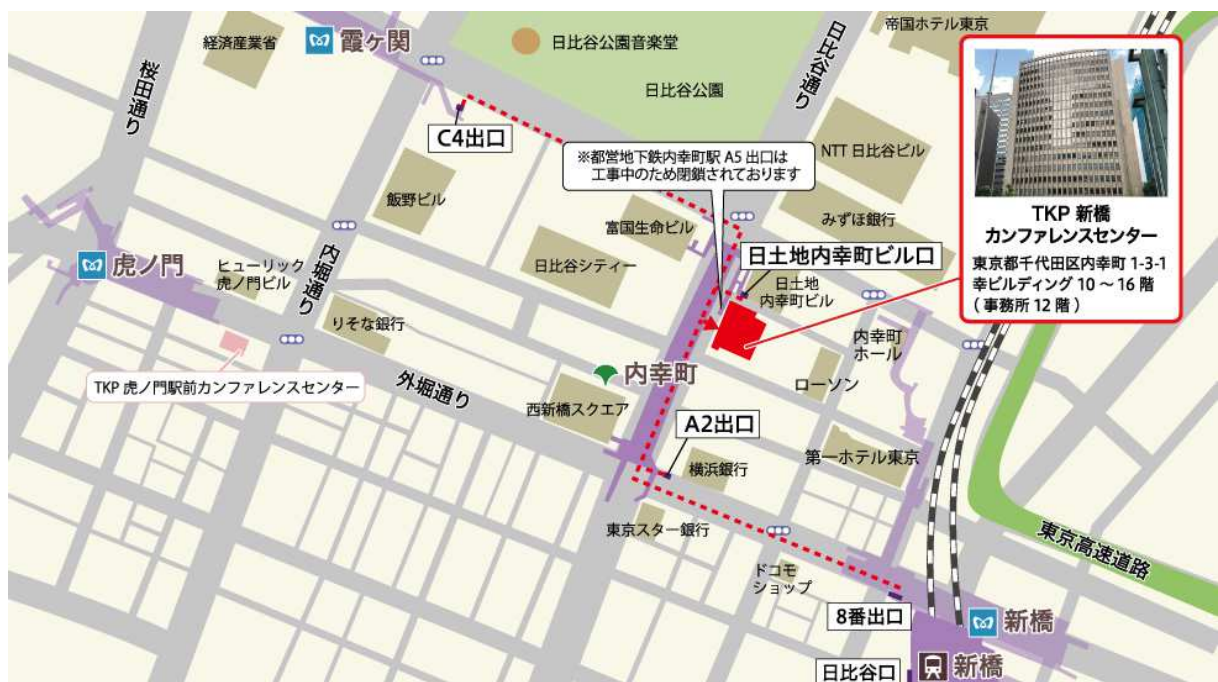 経済産業省
霞ヶ関
日比谷公園音楽堂
日比谷公園
日比谷通り
帝国ホテル東京
桜田通り
C4出口
NTT 日比谷ビル
※都営地下鉄内幸町駅 A5 出口は
工事中のため閉鎖されております
飯野ビル
富国生命ビル
みずほ銀行
TKP 新橋
カンファレンスセンター
東京都千代田区内幸町 1-3-1
幸ビルディング 10 〜 16 階
( 事務所 12 階 )
虎ノ門
ヒューリック
虎ノ門ビル
内堀通り
日比谷シティー
日土地内幸町ビル口
日土地
内幸町ビル
りそな銀行
内幸町
ホール
TKP 虎ノ門駅前カンファレンスセンター
外堀通り
内幸町
西新橋スクエア
ローソン
A2出口
横浜銀行
第一ホテル東京
東京スター銀行
東京高速道路
ドコモ
ショップ
8番出口
新橋
日比谷口
新橋